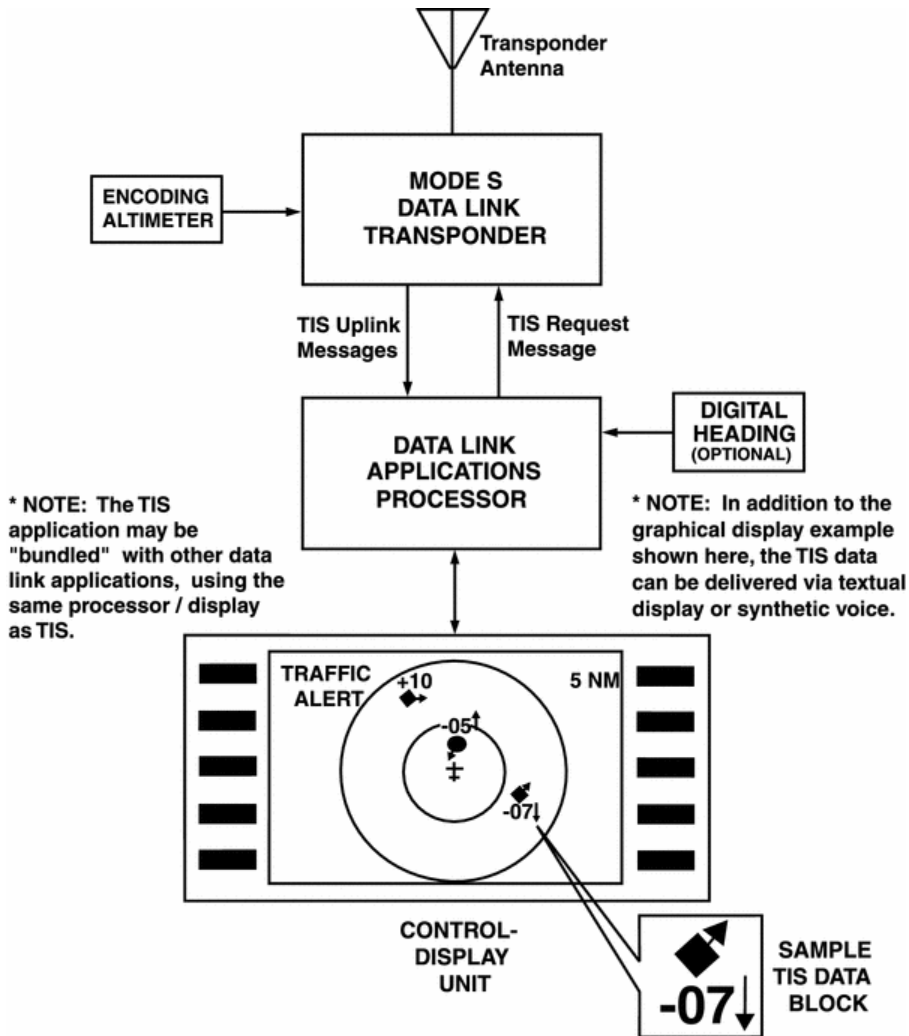 Transponder
Antenna
MODE S
DATA LINK
TRANSPONDER
ENCODING
ALTIMETER
TIS Uplink
Messages
TIS Request
Message
DATA LINK
APPLICATIONS
PROCESSOR
DIGITAL
HEADING
(OPTIONAL)
* NOTE: The TIS
application may be
"bundled" with other data
link applications, using the
same processor / display
as TIS.
* NOTE: In addition to the
graphical display example
shown here, the TIS data
can be delivered via textual
display or synthetic voice.
TRAFFIC
ALERT
+10
5 NM
-05
-07
CONTROL-
DISPLAY
UNIT
-07
SAMPLE
TIS DATA
BLOCK